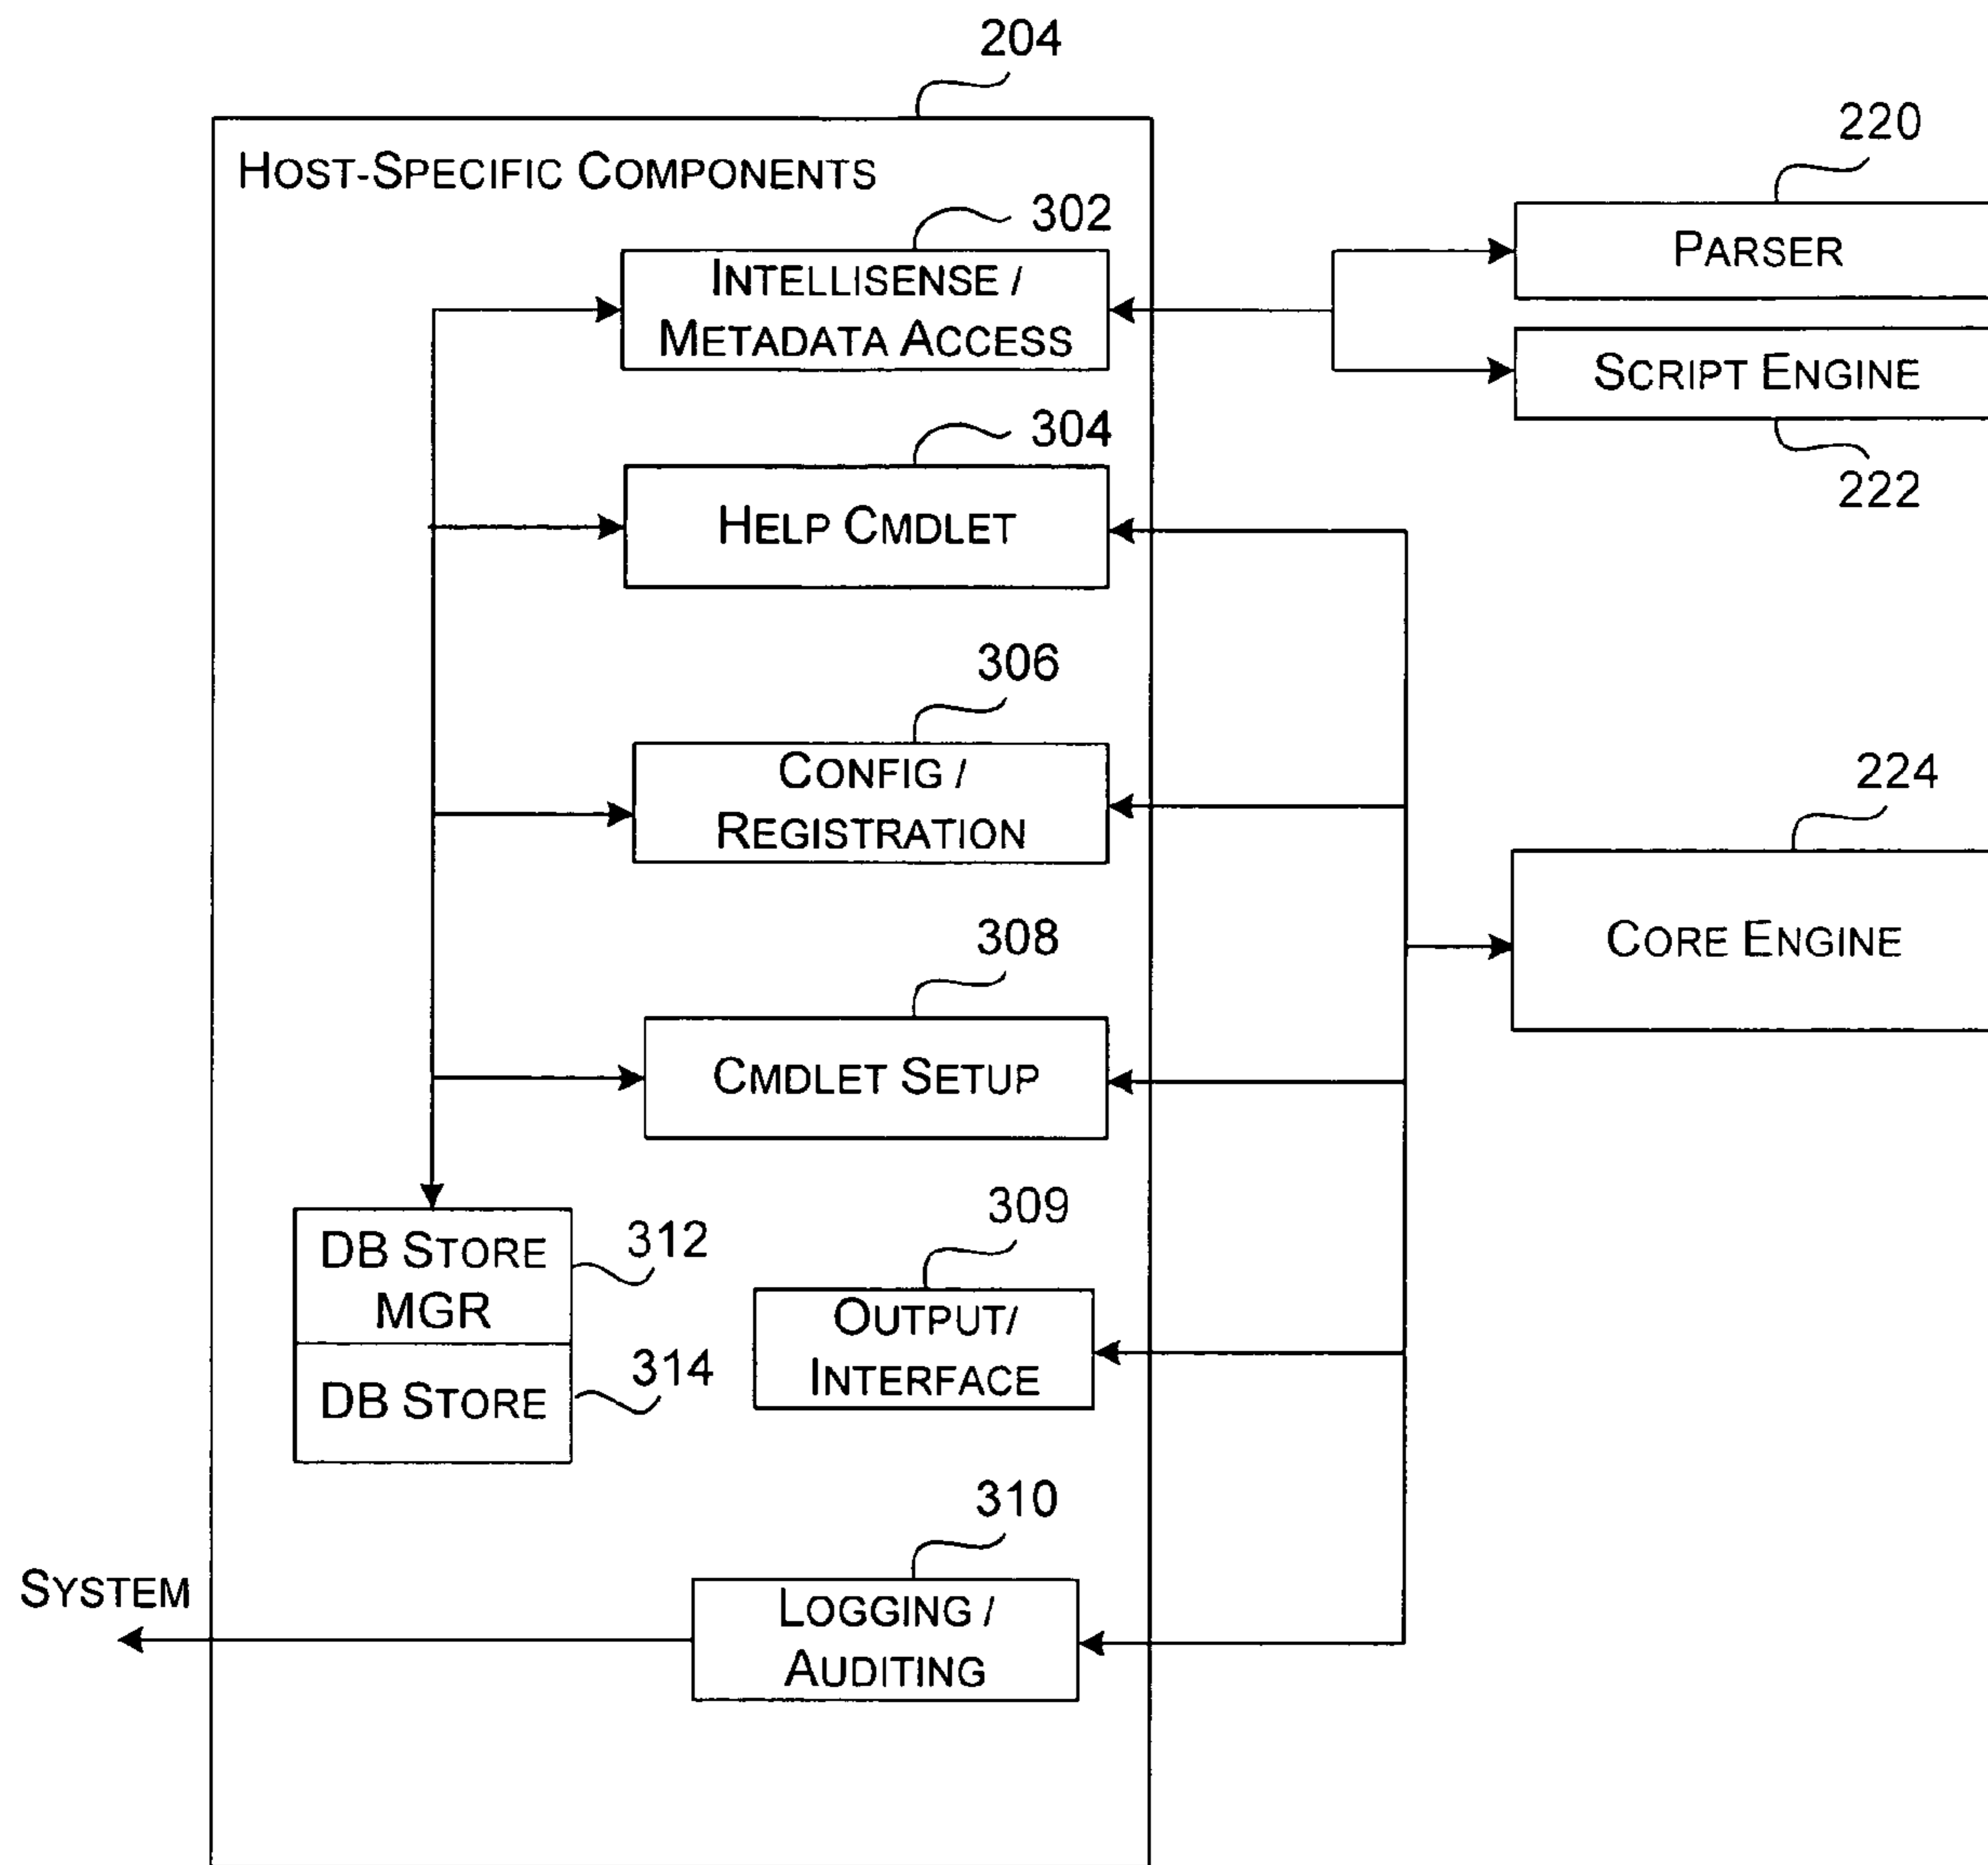 204
220
HOST-SPECIFIC COMPONENTS
302
INTELLISENSE /
METADATA ACCESS
PARSER
SCRIPT ENGINE
222
304
HELP CMDLET
306
CONFIG /
REGISTRATION
224
CORE ENGINE
308
CMDLET SETUP
309
DB STORE
MGR
312
OUTPUT/
INTERFACE
314
DB STORE
310
SYSTEM
LOGGING /
AUDITING